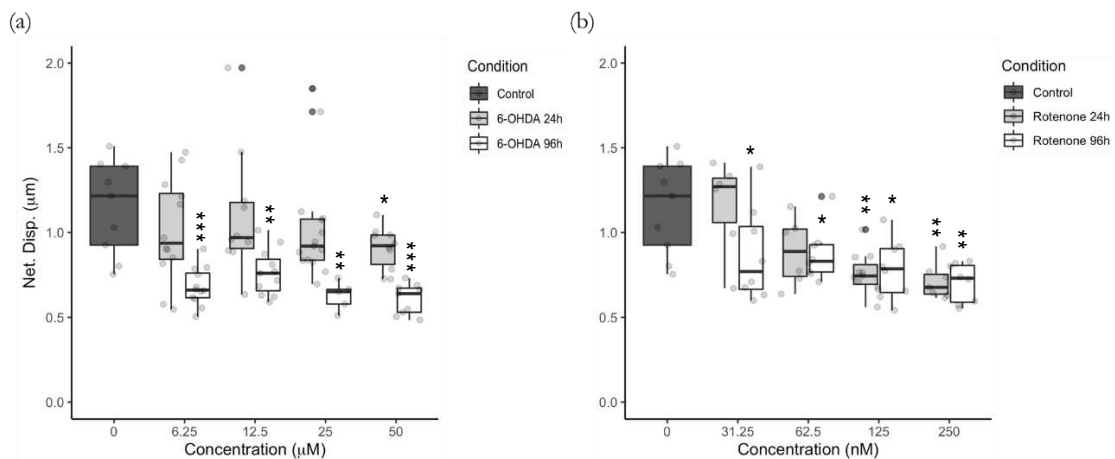 (a)
Net. Disp. (μm)
2.0
1.5
1.0
0.5
0.0
***
**
**
*
***
0 6.25 12.5 25 50
Concentration (μM)
Condition
Control
6-OHDA 24h
6-OHDA 96h
(b)
2.0
1.5
1.0
0.5
0.0
*
*
**
*
**
**
0 31.25 62.5 125 250
Concentration (nM)
Condition
Control
Rotenone 24h
Rotenone 96h